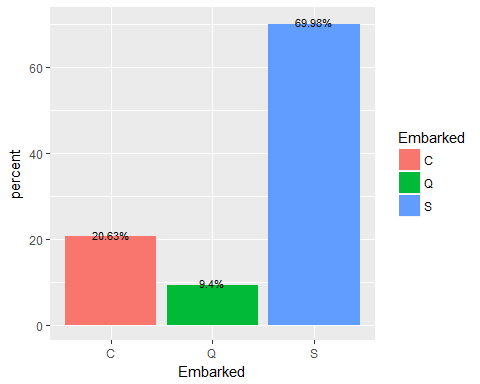 69.98%
60
Embarked
C
40
percent
Q
S
20.63%
20
9.4%
0
C Q S
Embarked